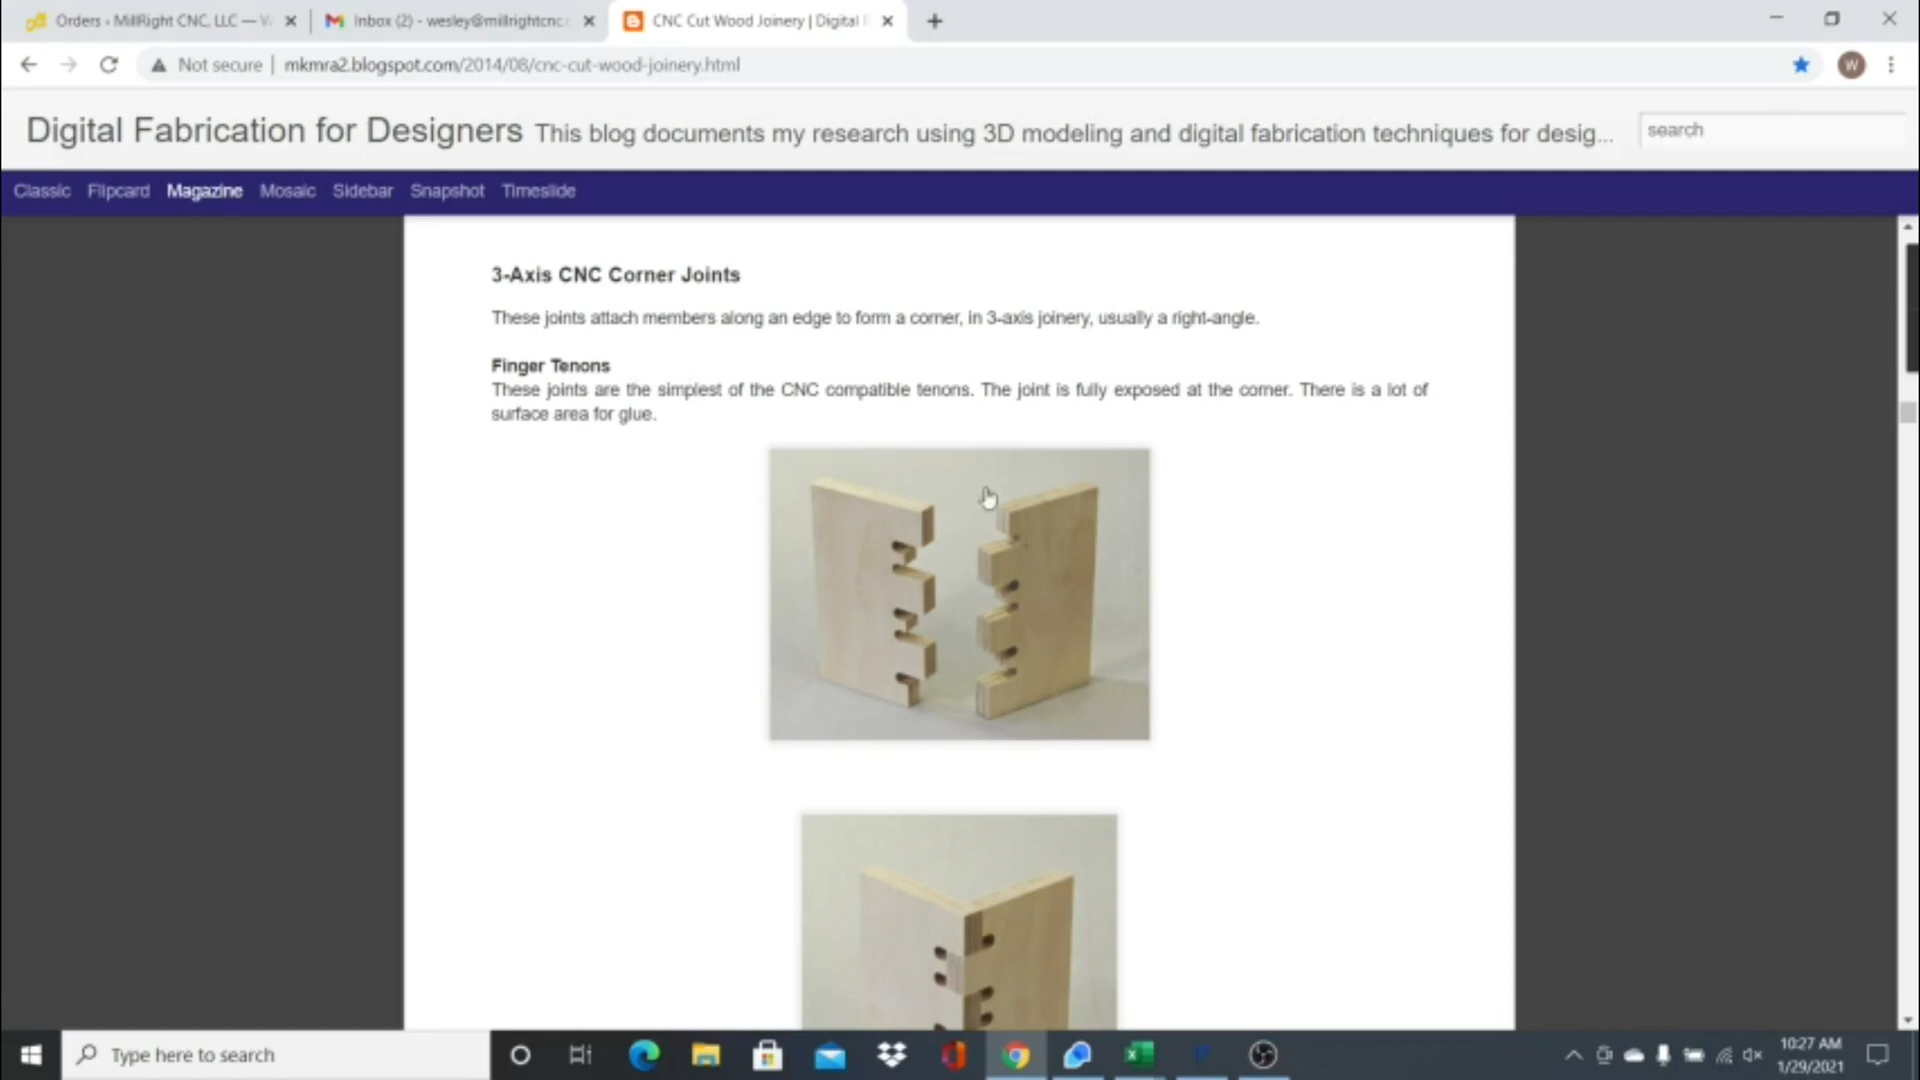 Orders ‹ MillRight CNC, LLC — W
Inbox (2) - wesley@millrightcnc.c
CNC Cut Wood Joinery | Digital F
Not secure | mkmra2.blogspot.com/2014/08/cnc-cut-wood-joinery.html
W
Digital Fabrication for Designers This blog documents my research using 3D modeling and digital fabrication techniques for desig...
search
Classic Flipcard Magazine Mosaic Sidebar Snapshot Timeslide
3-Axis CNC Corner Joints
These joints attach members along an edge to form a corner, in 3-axis joinery, usually a right-angle.
Finger Tenons
These joints are the simplest of the CNC compatible tenons. The joint is fully exposed at the corner. There is a lot of
surface area for glue.
Type here to search
10:27 AM
1/29/2021